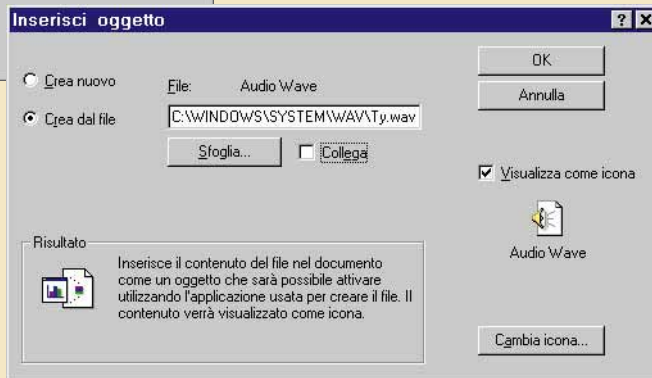 Inserisci oggetto
Crea nuovo
File: Audio Wave
Crea dal file
C:\WINDOWS\SYSTEM\WAV\Ty.wav
Sfoglia...
Collega
OK
Annulla
Visualizza come icona
Audio Wave
Risultato
Inserisce il contenuto del file nel documento
come un oggetto che sarà possibile attivare
utilizzando l'applicazione usata per creare il file. Il
contenuto verrà visualizzato come icona.
Cambia icona...